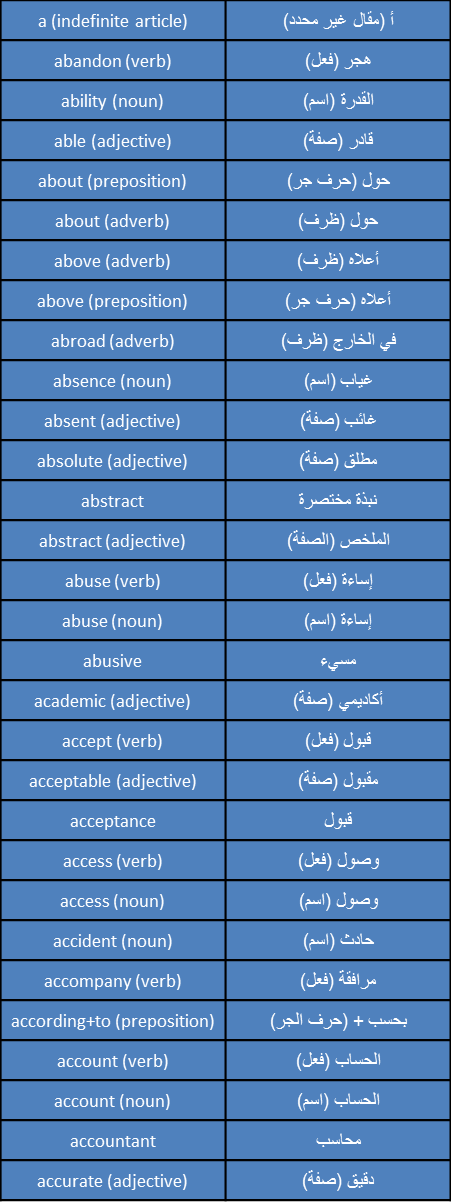 a (indefinite article) أ (مقال غير محدد)
abandon (verb) هجر (فعل)
ability (noun) القدرة (اسم)
able (adjective) قادر (صفة)
about (preposition) حول (حرف جر)
about (adverb) حول (ظرف)
above (adverb) أعلاه (ظرف)
above (preposition) أعلاه (حرف جر)
abroad (adverb) في الخارج (ظرف)
absence (noun) غياب (اسم)
absent (adjective) غائب (صفة)
absolute (adjective) مطلق (صفة)
abstract نبذة مختصرة
abstract (adjective) الملخص (الصفة)
abuse (verb) إساءة (فعل)
abuse (noun) إساءة (اسم)
abusive مسيء
academic (adjective) أكاديمي (صفة)
accept (verb) قبول (فعل)
acceptable (adjective) مقبول (صفة)
acceptance قبول
access (verb) وصول (فعل)
access (noun) وصول (اسم)
accident (noun) حادث (اسم)
accompany (verb) مرافقة (فعل)
according+to (preposition) بحسب + (حرف الجر)
account (verb) الحساب (فعل)
account (noun) الحساب (اسم)
accountant محاسب
accurate (adjective) دقيق (صفة)